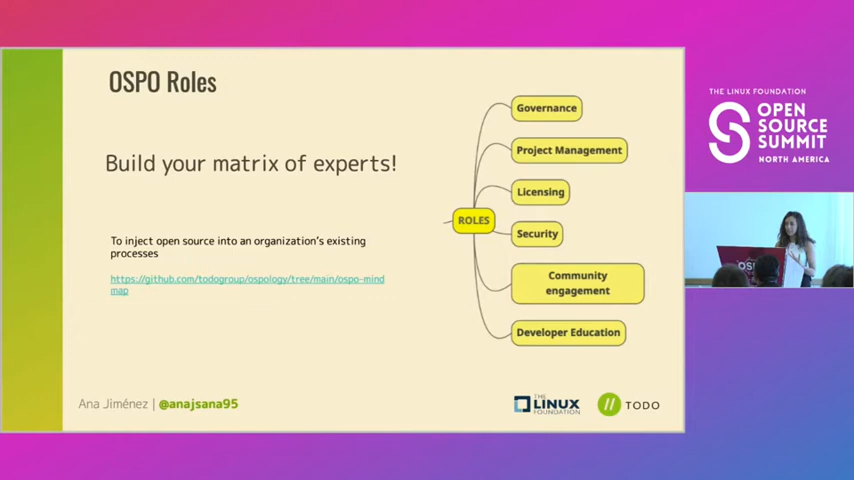 OSPO Roles
Build your matrix of experts!
To inject open source into an organization's existing
processes
https://github.com/todogroup/ospology/tree/main/ospo-mind
map
ROLES
Governance
Project Management
Licensing
Security
Community
engagement
Developer Education
Ana Jiménez | @anajsana95
THE
LINUX
FOUNDATION
// TODO
THE LINUX FOUNDATION
OPEN
SOURCE
SUMMIT
NORTH AMERICA